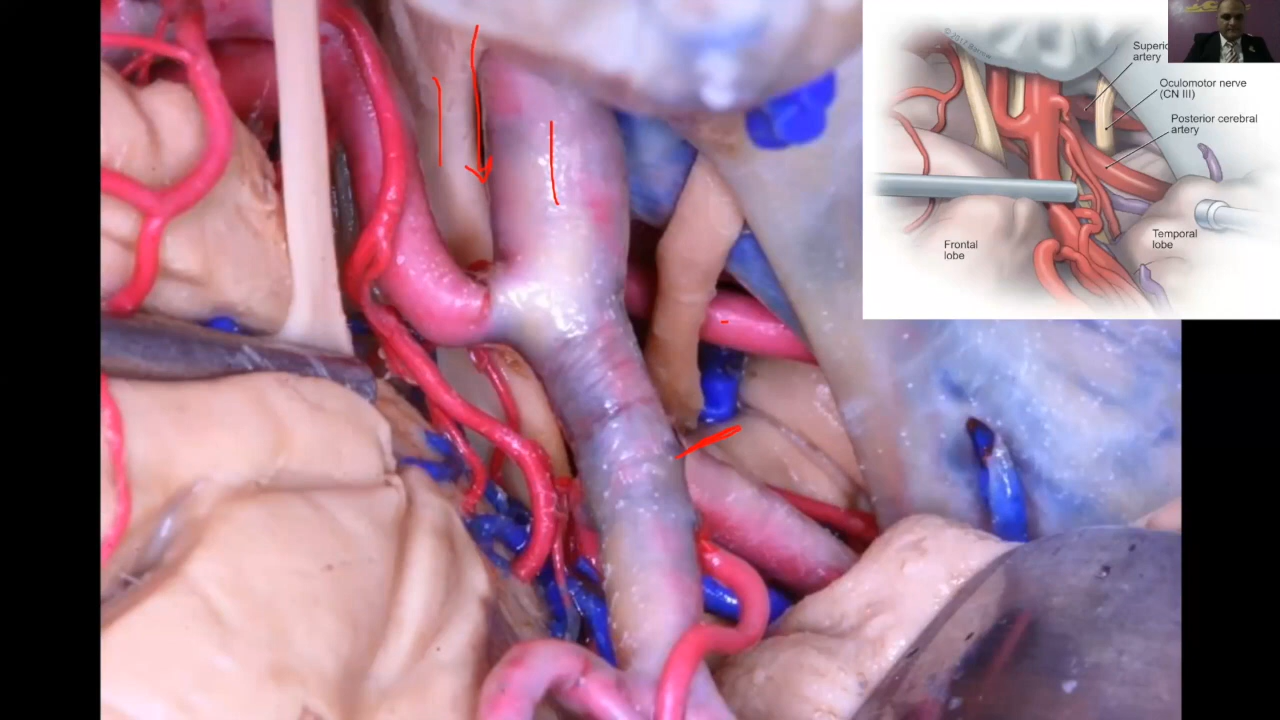 Superio
artery
Oculomotor nerve
(CN III)
Posterior cerebral
artery
Frontal
lobe
Temporal
lobe